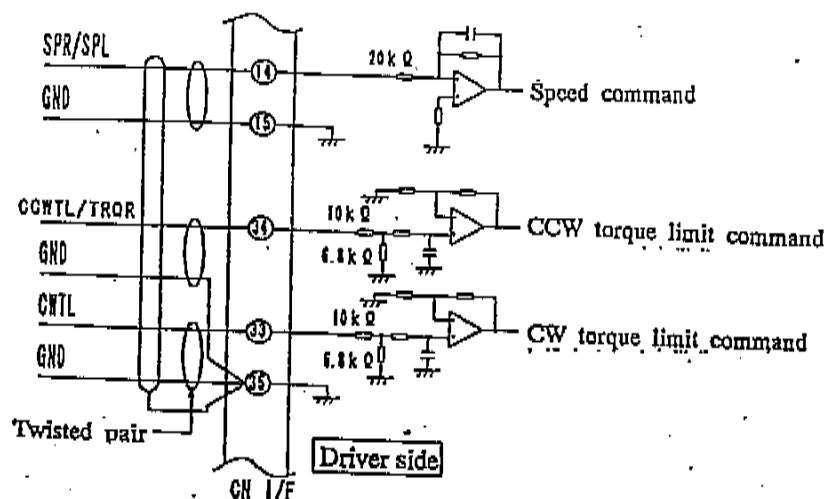 SPR/SPL
14
20kΩ
Speed command
GND
15
CCWTL/TRQR
34
10kΩ
CCW torque limit command
6.8kΩ
GND
CWTL
33
10kΩ
CW torque limit command
6.8kΩ
GND
35
Twisted pair
Driver side
CN I/F